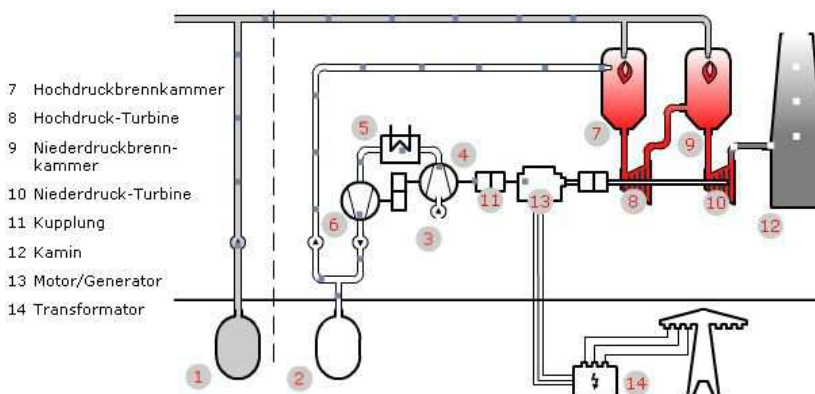 7 Hochdruckbrennkammer
8 Hochdruck-Turbine
9 Niederdruckbrenn-
kammer
10 Niederdruck-Turbine
11 Kupplung
12 Kamin
13 Motor/Generator
14 Transformator
5
4
7
9
6
3
11
13
8
10
12
1
2
14